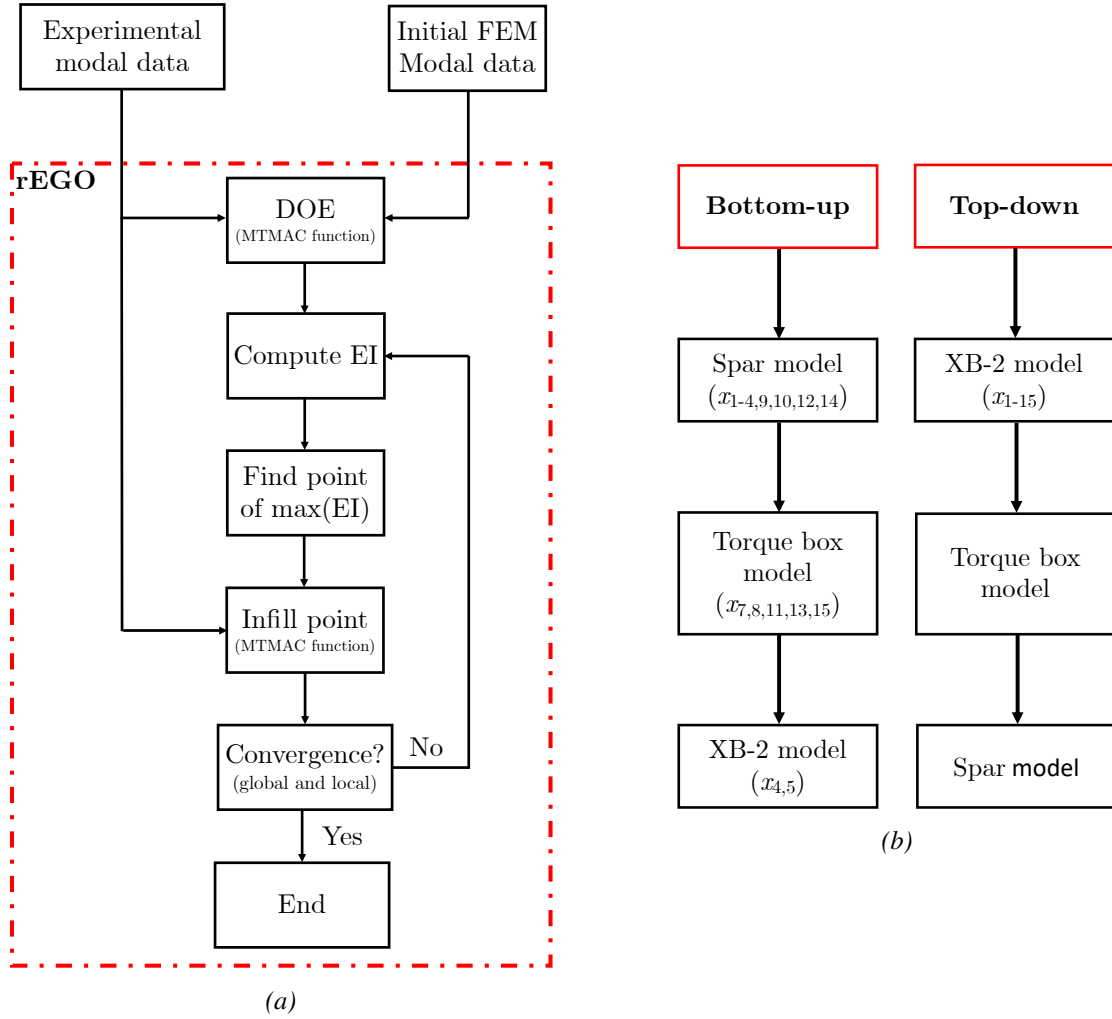 Experimental
modal data
Initial FEM
Modal data
rEGO
DOE
(MTMAC function)
Compute EI
Find point
of max(EI)
Infill point
(MTMAC function)
Convergence?
(global and local)
No
Yes
End
(a)
Bottom-up
Spar model
(x1-4,9,10,12,14)
Torque box
model
(x7,8,11,13,15)
XB-2 model
(x4,5)
Top-down
XB-2 model
(x1-15)
Torque box
model
Spar model
(b)